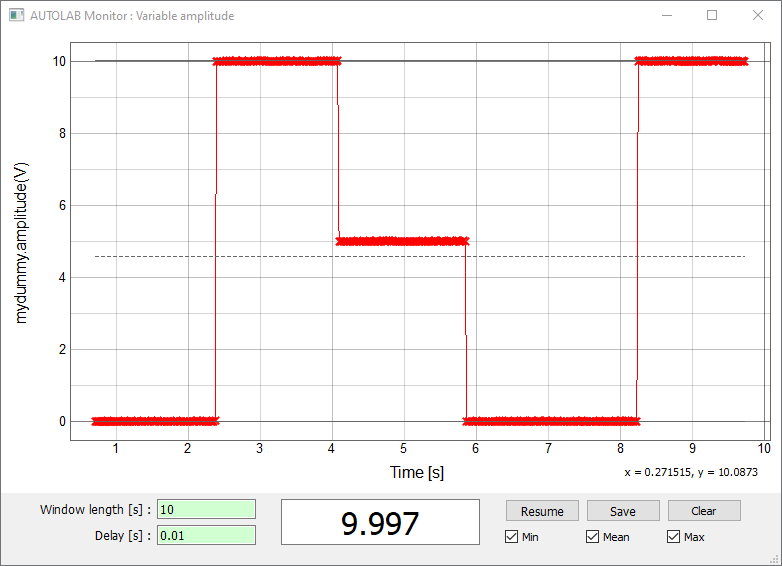 AUTOLAB Monitor : Variable amplitude
10
8
6
4
2
0
mydummy.amplitude(V)
1 2 3 4 5 6 7 8 9 10
Time [s]
x = 0.271515, y = 10.0873
Window length [s] : 10
Delay [s] : 0.01
9.997
Resume Save Clear
Min Mean Max